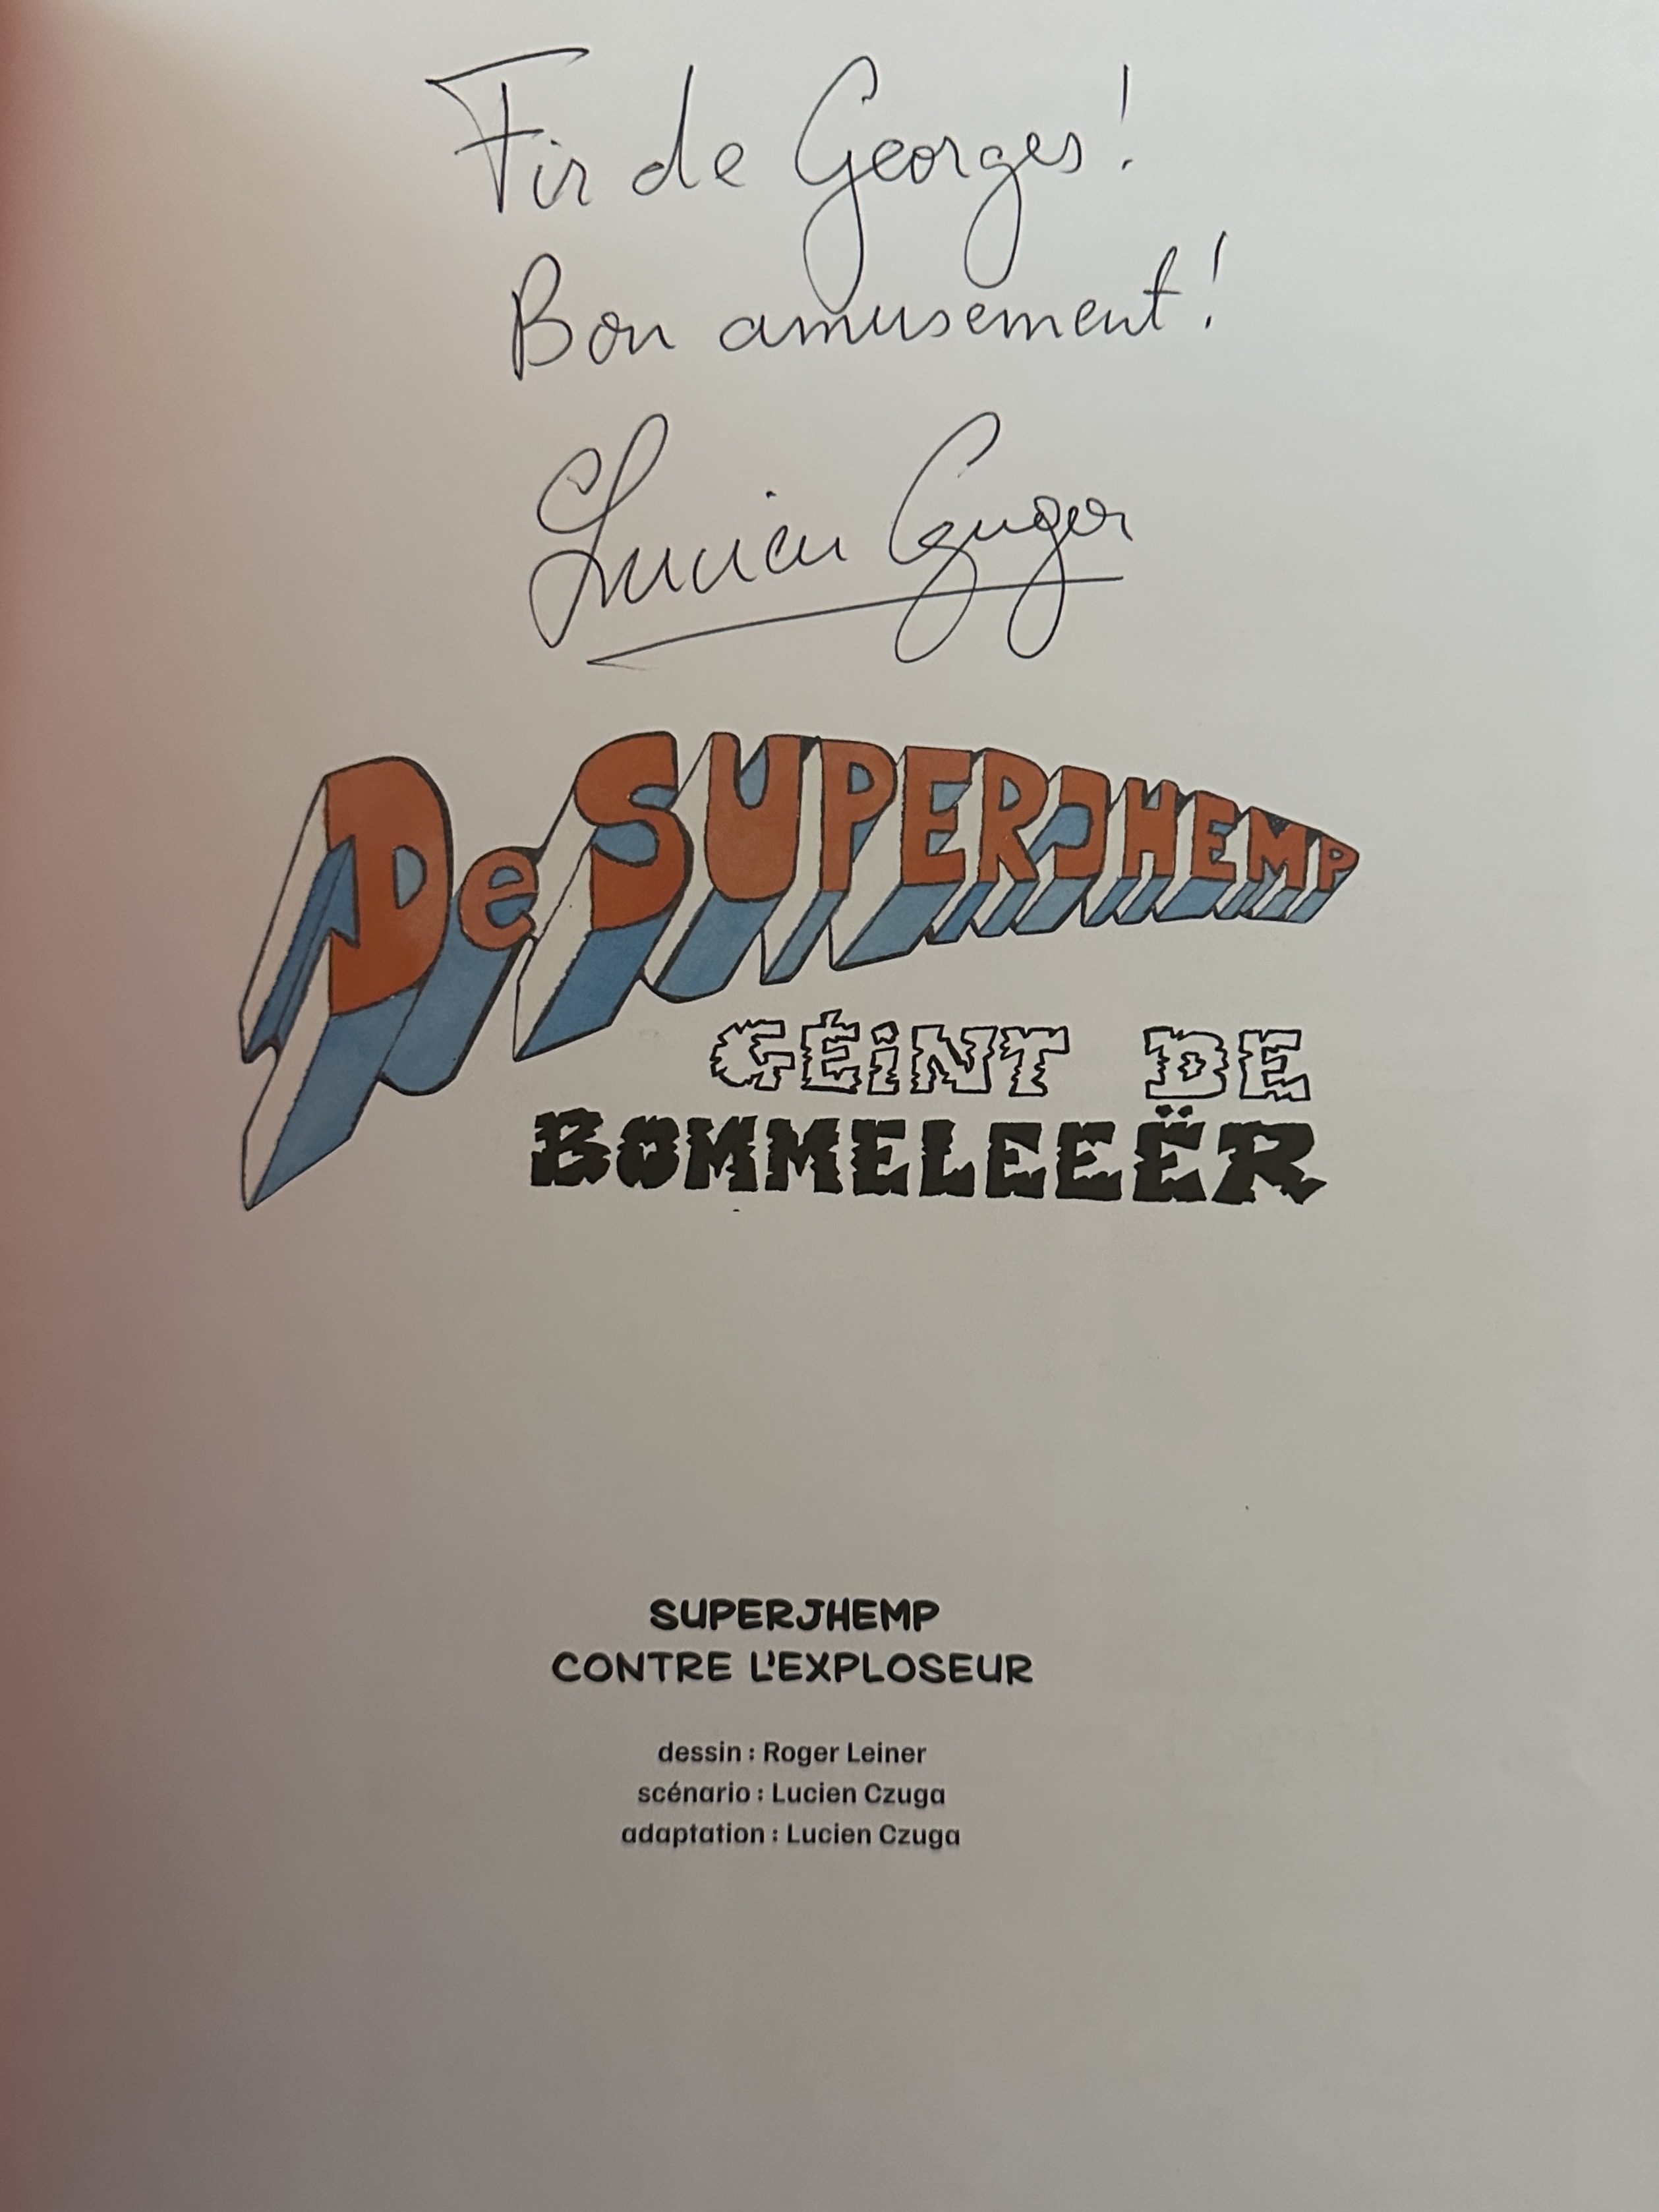 Fir de Georges!
Bon amusement!
Lucien Czuga
De SUPERJHEMP
GÉINT DE
BOMMELEEËR
SUPERJHEMP
CONTRE L'EXPLOSEUR
dessin : Roger Leiner
scénario : Lucien Czuga
adaptation : Lucien Czuga